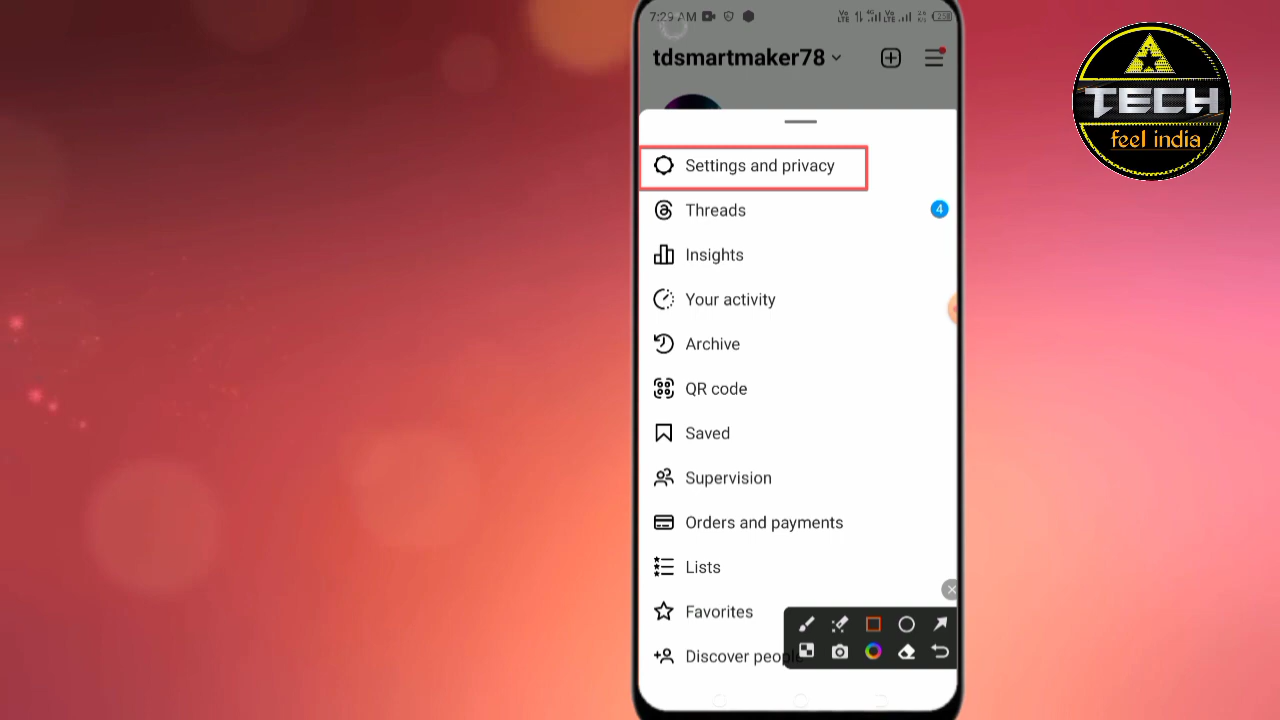 7:29 AM
tdsmartmaker78
TECH
feel india
Settings and privacy
Threads
4
Insights
Your activity
Archive
QR code
Saved
Supervision
Orders and payments
Lists
Favorites
Discover people